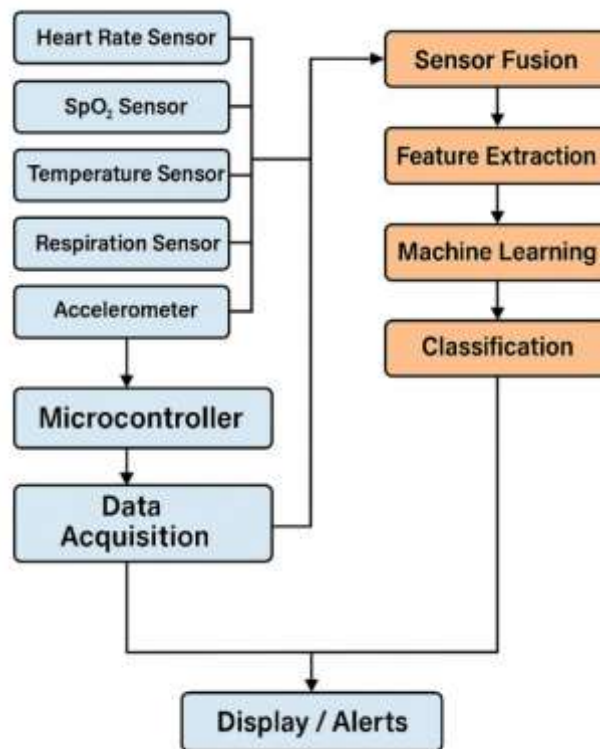 Heart Rate Sensor
SpO₂ Sensor
Temperature Sensor
Respiration Sensor
Accelerometer
Microcontroller
Data
Acquisition
Sensor Fusion
Feature Extraction
Machine Learning
Classification
Display / Alerts